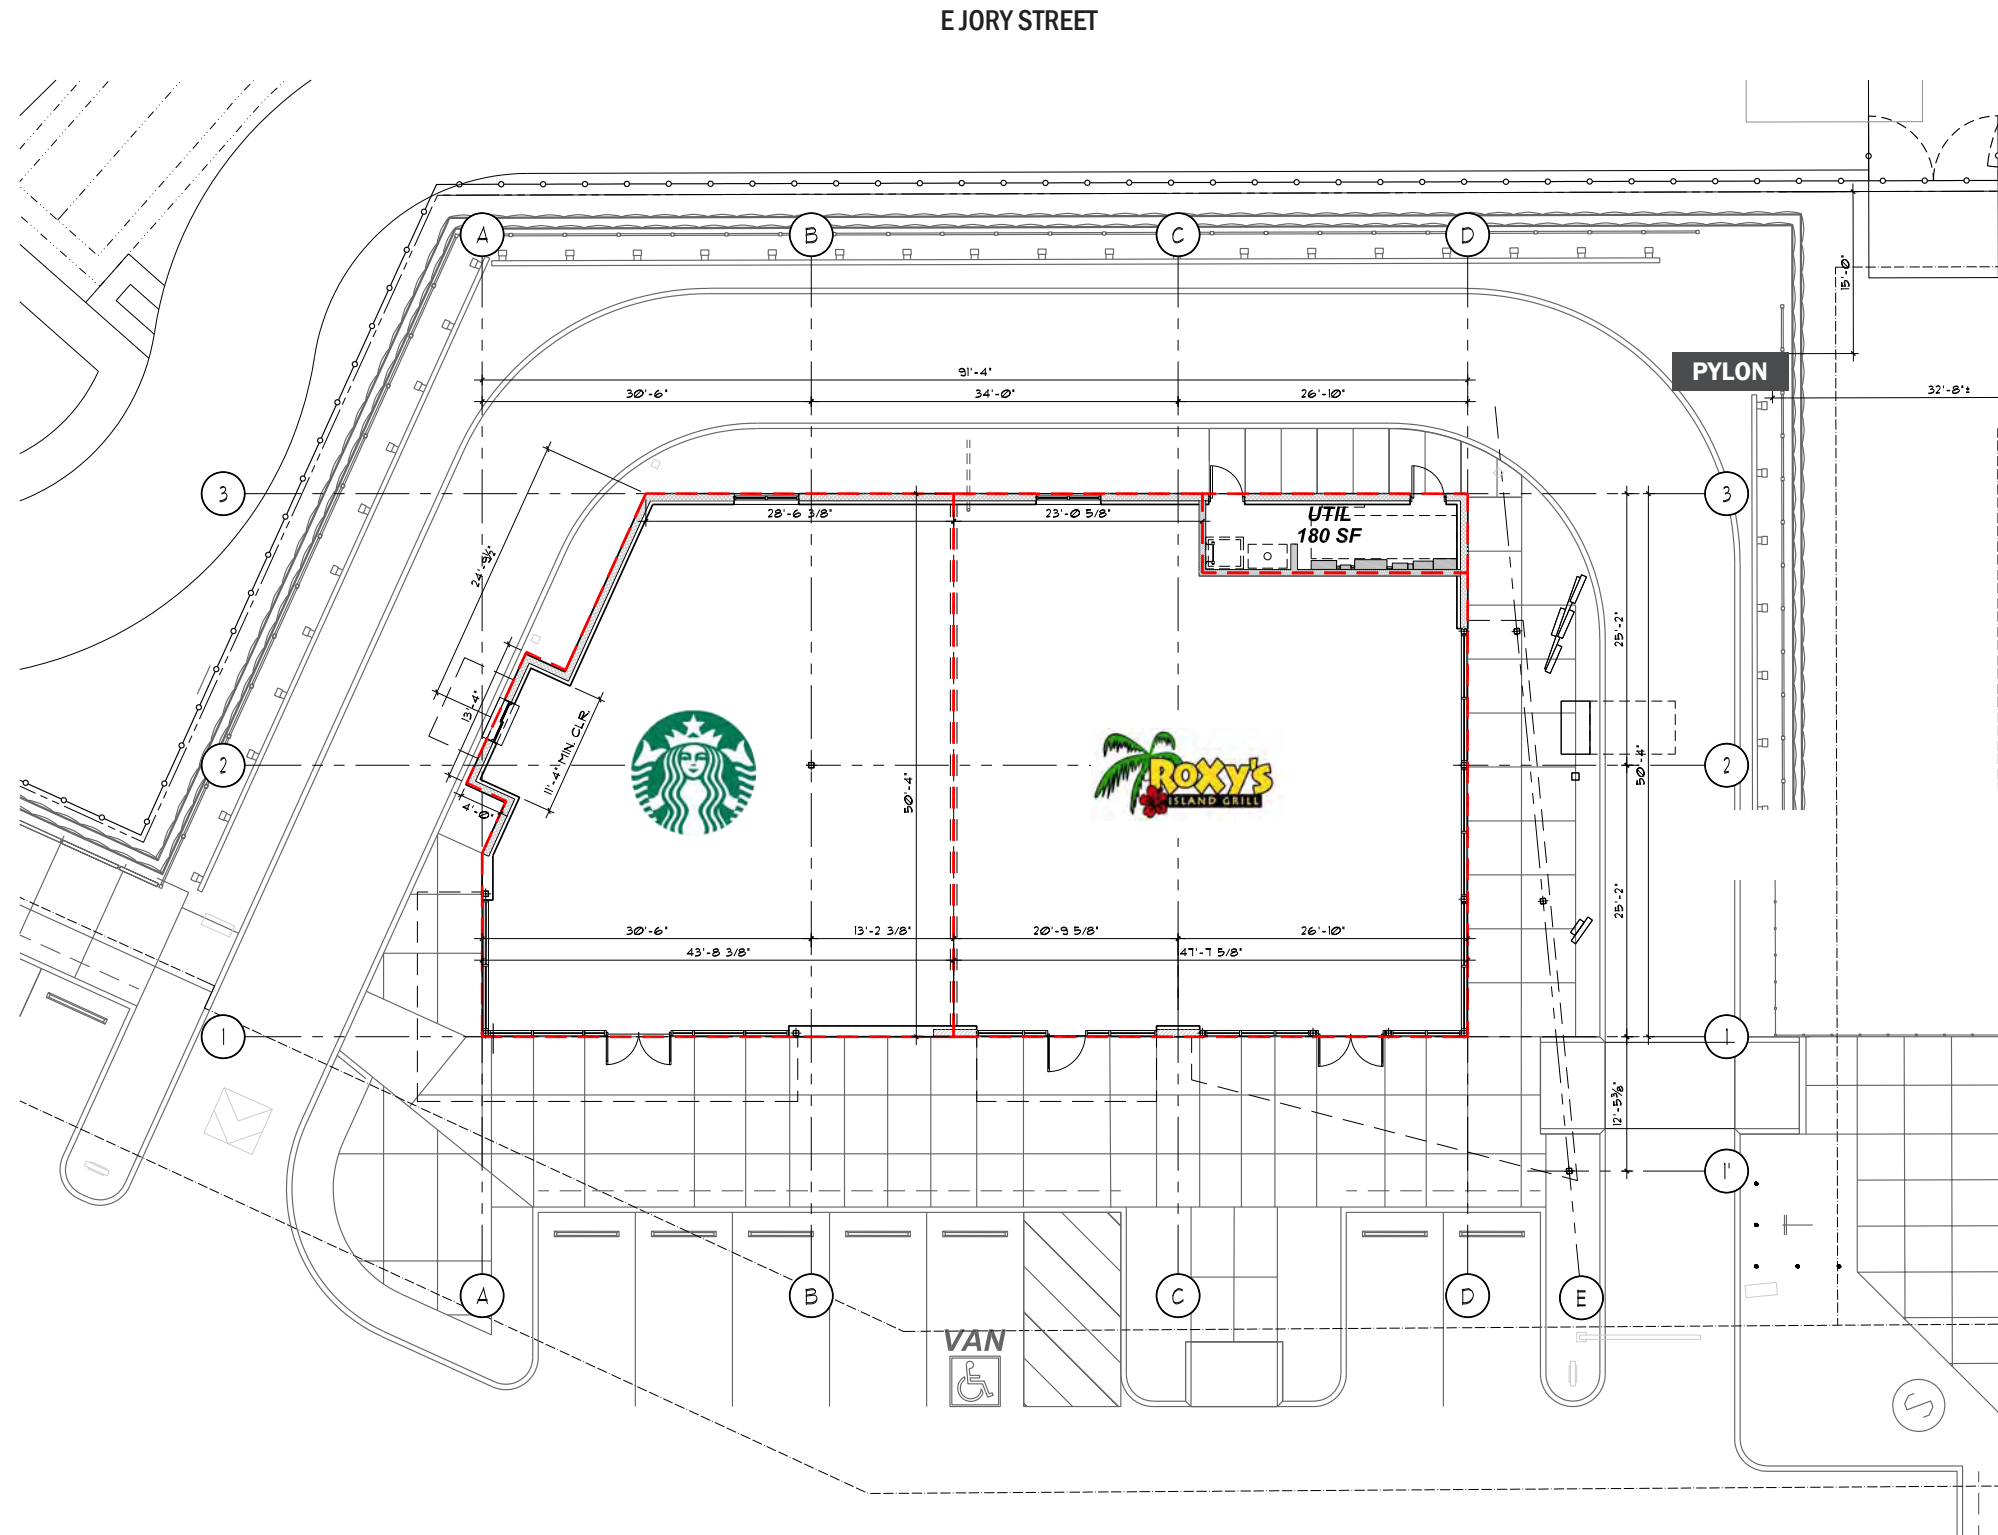 E JORY STREET
A
B
C
D
15'-0"
91'-4"
PYLON
30'-6"
34'-0"
26'-10"
32'-8"±
3
3
28'-6 3/8"
23'-0 5/8"
UTIL
180 SF
24'-9½"
25'-2"
13'-4"
11'-4" MIN. CLR.
2
ROXY'S
ISLAND GRILL
50'-4"
50'-4"
2
4'-0"
25'-2"
30'-6"
13'-2 3/8"
20'-9 5/8"
26'-10"
43'-8 3/8"
47'-7 5/8"
1
1
12'-5⅜"
1'
A
B
C
D
E
VAN
S